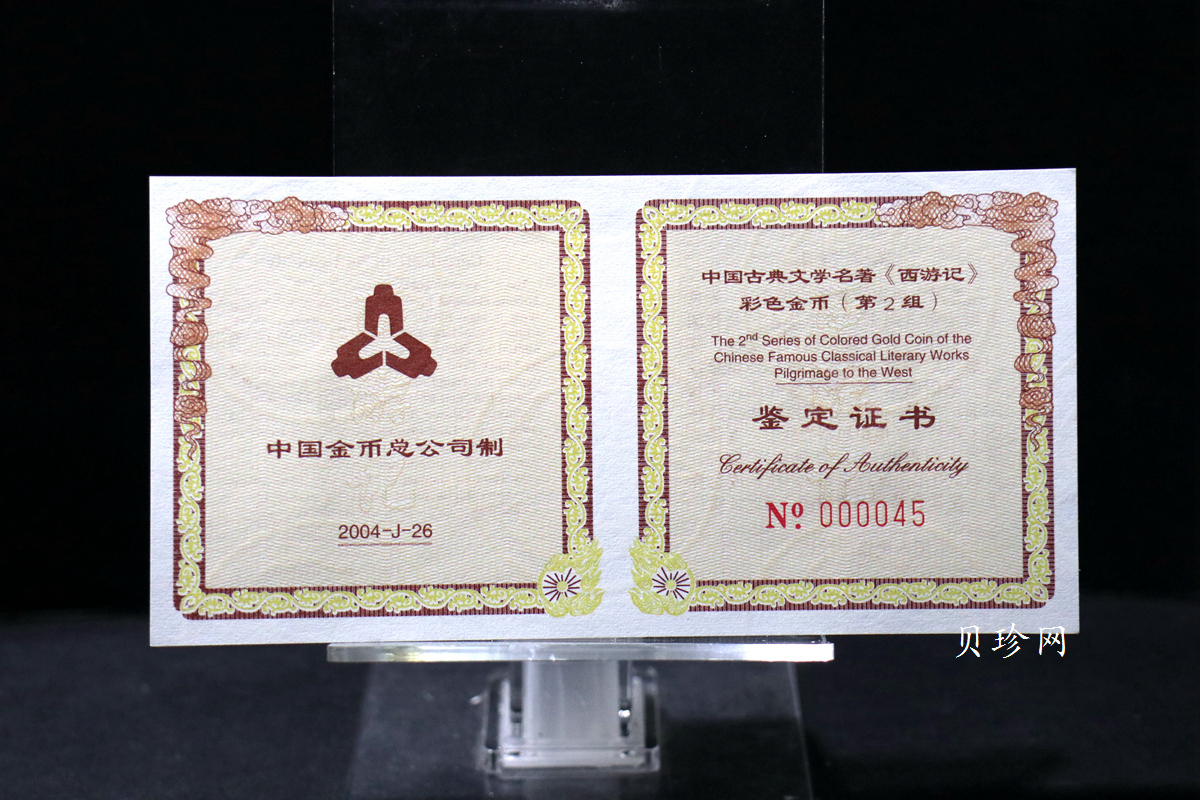 中国金币总公司制
2004-J-26
中国古典文学名著《西游记》
彩色金币（第2组）
The 2nd Series of Colored Gold Coin of the
Chinese Famous Classical Literary Works
Pilgrimage to the West
鉴定证书
Certificate of Authenticity
Nº 000045
贝珍网